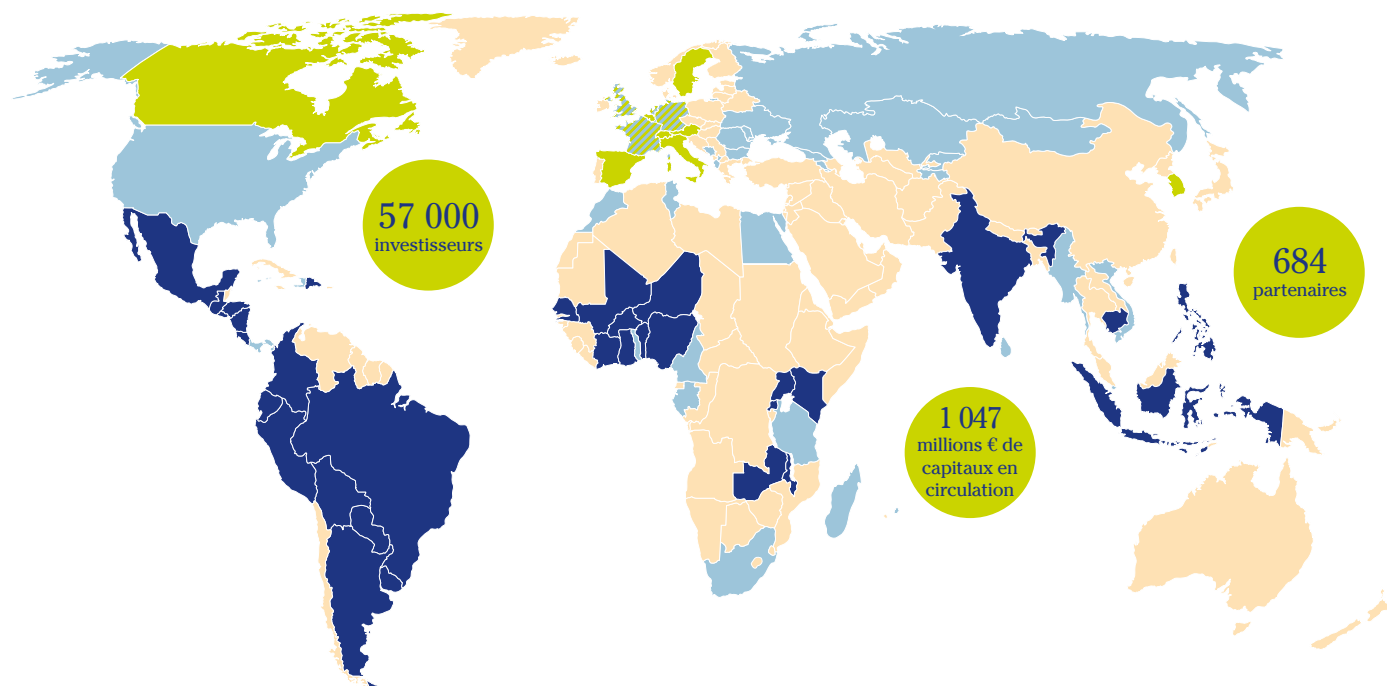 57 000
investisseurs
684
partenaires
1 047
millions € de
capitaux en
circulation